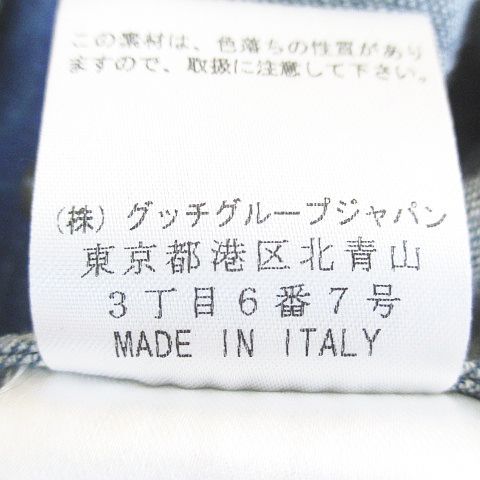 この素材は、色落ちの性質があり
ますので、取扱に注意して下さい。
(株) グッチグループジャパン
東京都港区北青山
3丁目6番7号
MADE IN ITALY